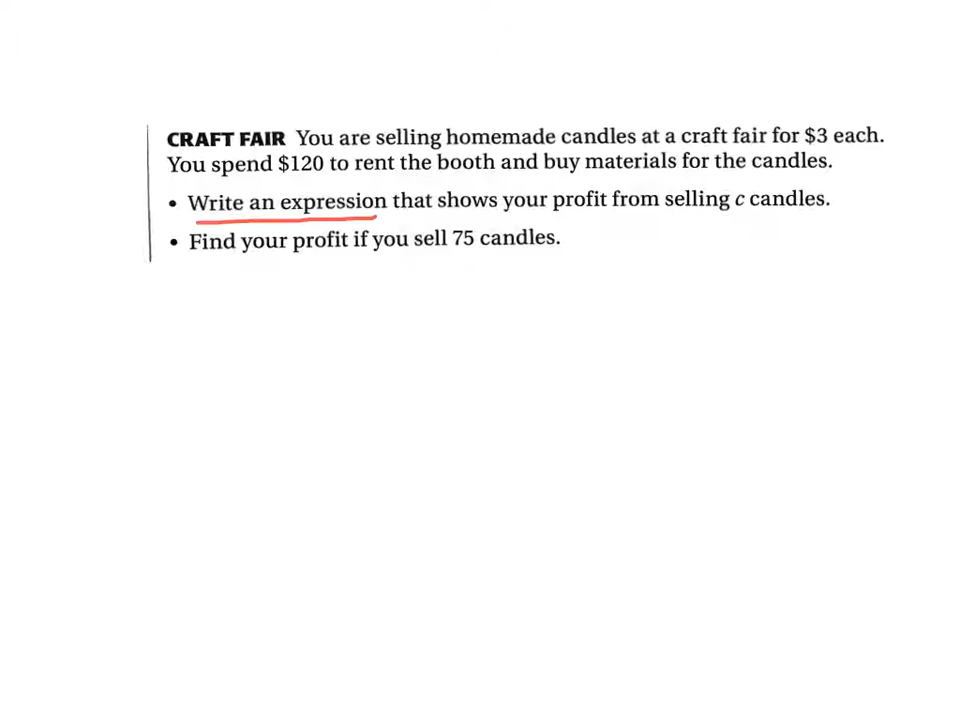 CRAFT FAIR You are selling homemade candles at a craft fair for $3 each.
You spend $120 to rent the booth and buy materials for the candles.
• Write an expression that shows your profit from selling c candles.
• Find your profit if you sell 75 candles.